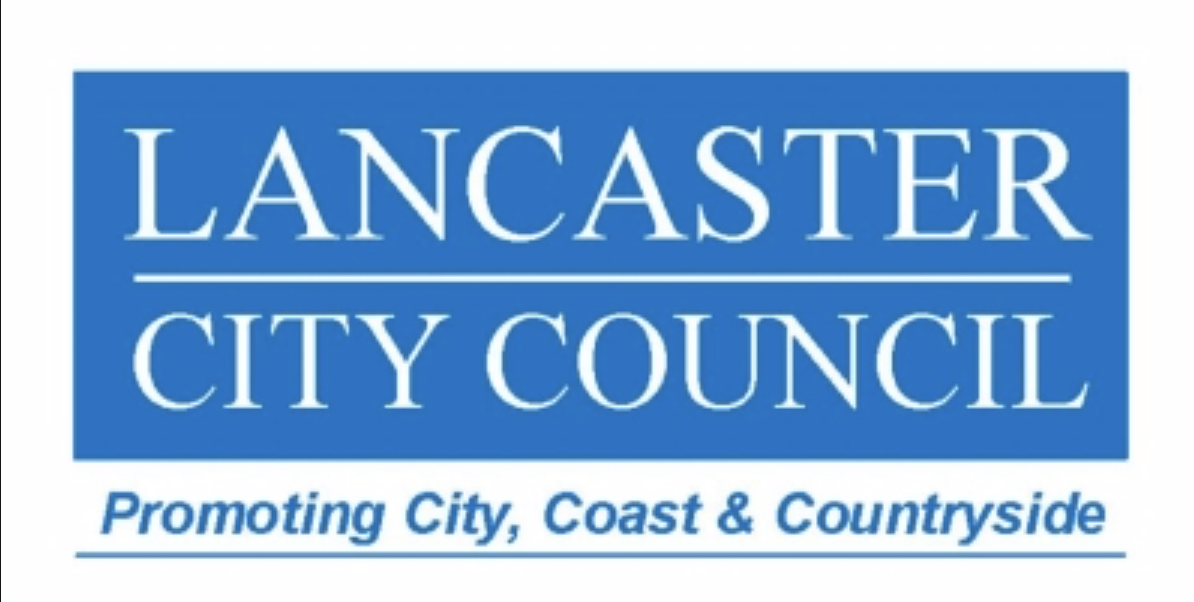 LANCASTER
CITY COUNCIL
Promoting City, Coast & Countryside